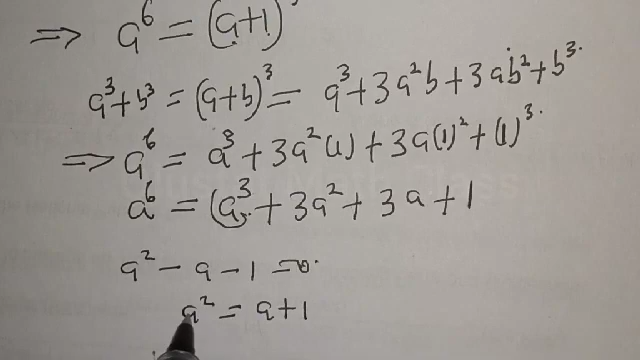 ⇒ a⁶ = (a+1)³
a³+b³ = (a+b)³ = a³+3a²b+3ab²+b³.
⇒ a⁶ = a³+3a²(1)+3a(1)²+(1)³.
a⁶ = (a³+3a²+3a+1
a²-a-1=0.
a² = a+1